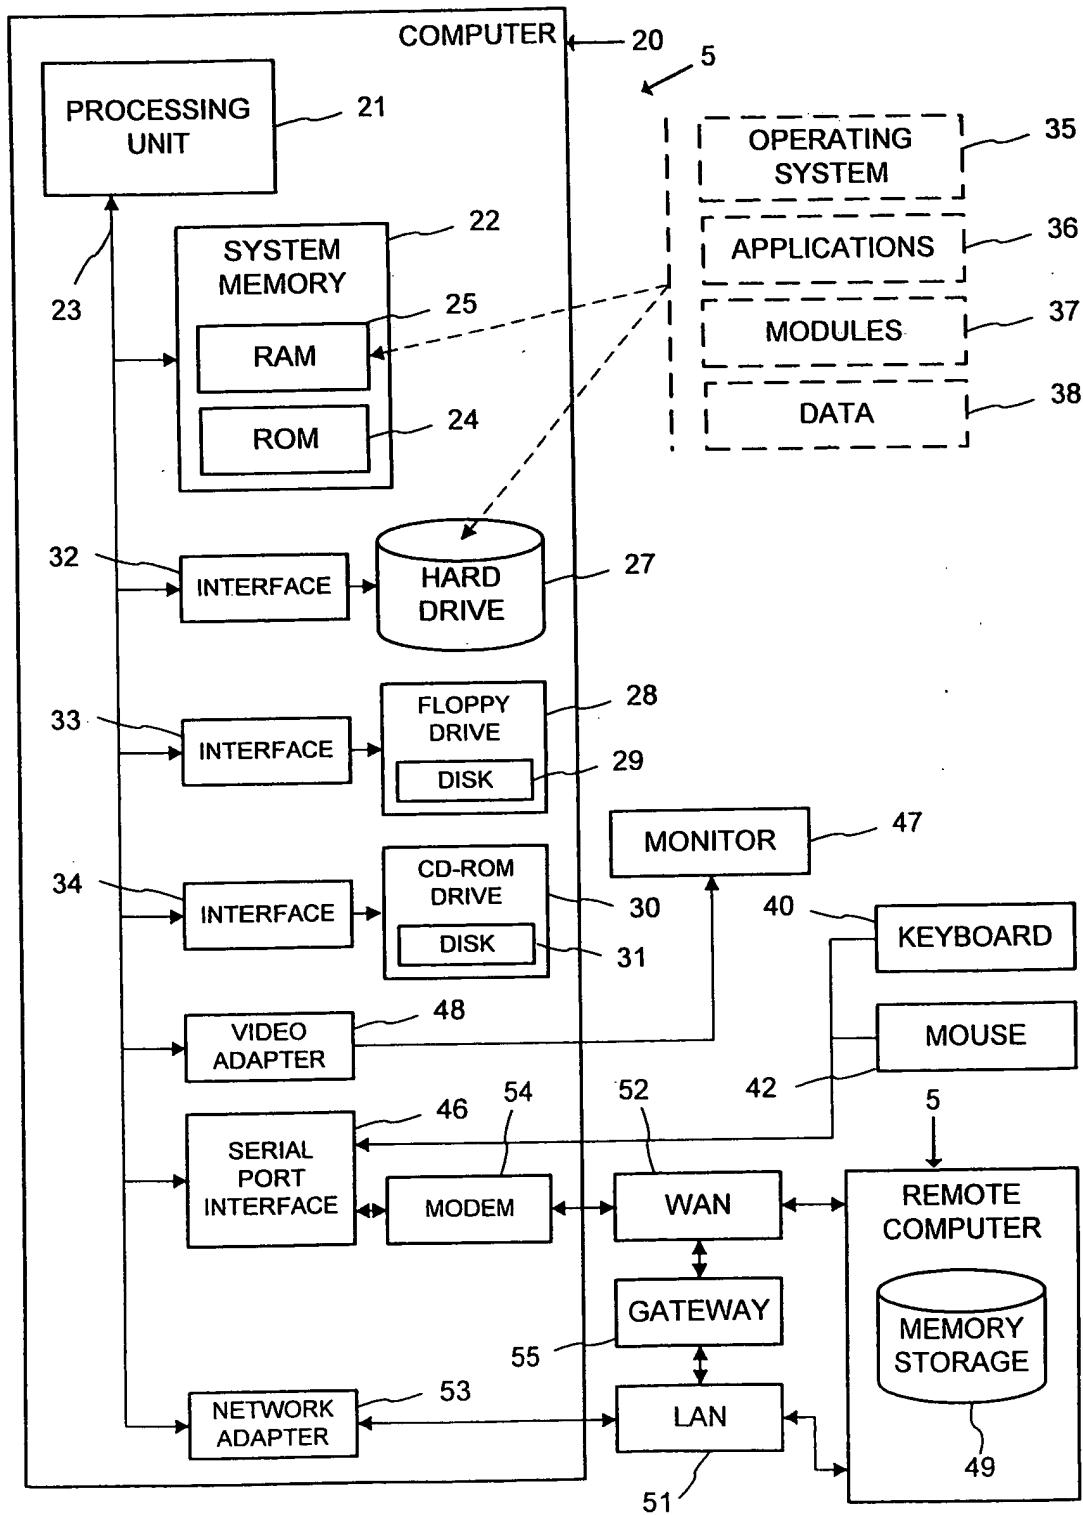 COMPUTER
20
5
PROCESSING
UNIT
21
OPERATING
SYSTEM
35
23
SYSTEM
MEMORY
22
APPLICATIONS
36
25
RAM
MODULES
37
ROM
24
DATA
38
32
INTERFACE
HARD
DRIVE
27
33
INTERFACE
FLOPPY
DRIVE
28
DISK
29
MONITOR
47
34
INTERFACE
CD-ROM
DRIVE
30
DISK
31
40
KEYBOARD
VIDEO
ADAPTER
48
MOUSE
42
46
SERIAL
PORT
INTERFACE
54
MODEM
52
WAN
5
REMOTE
COMPUTER
GATEWAY
55
MEMORY
STORAGE
49
NETWORK
ADAPTER
53
LAN
51